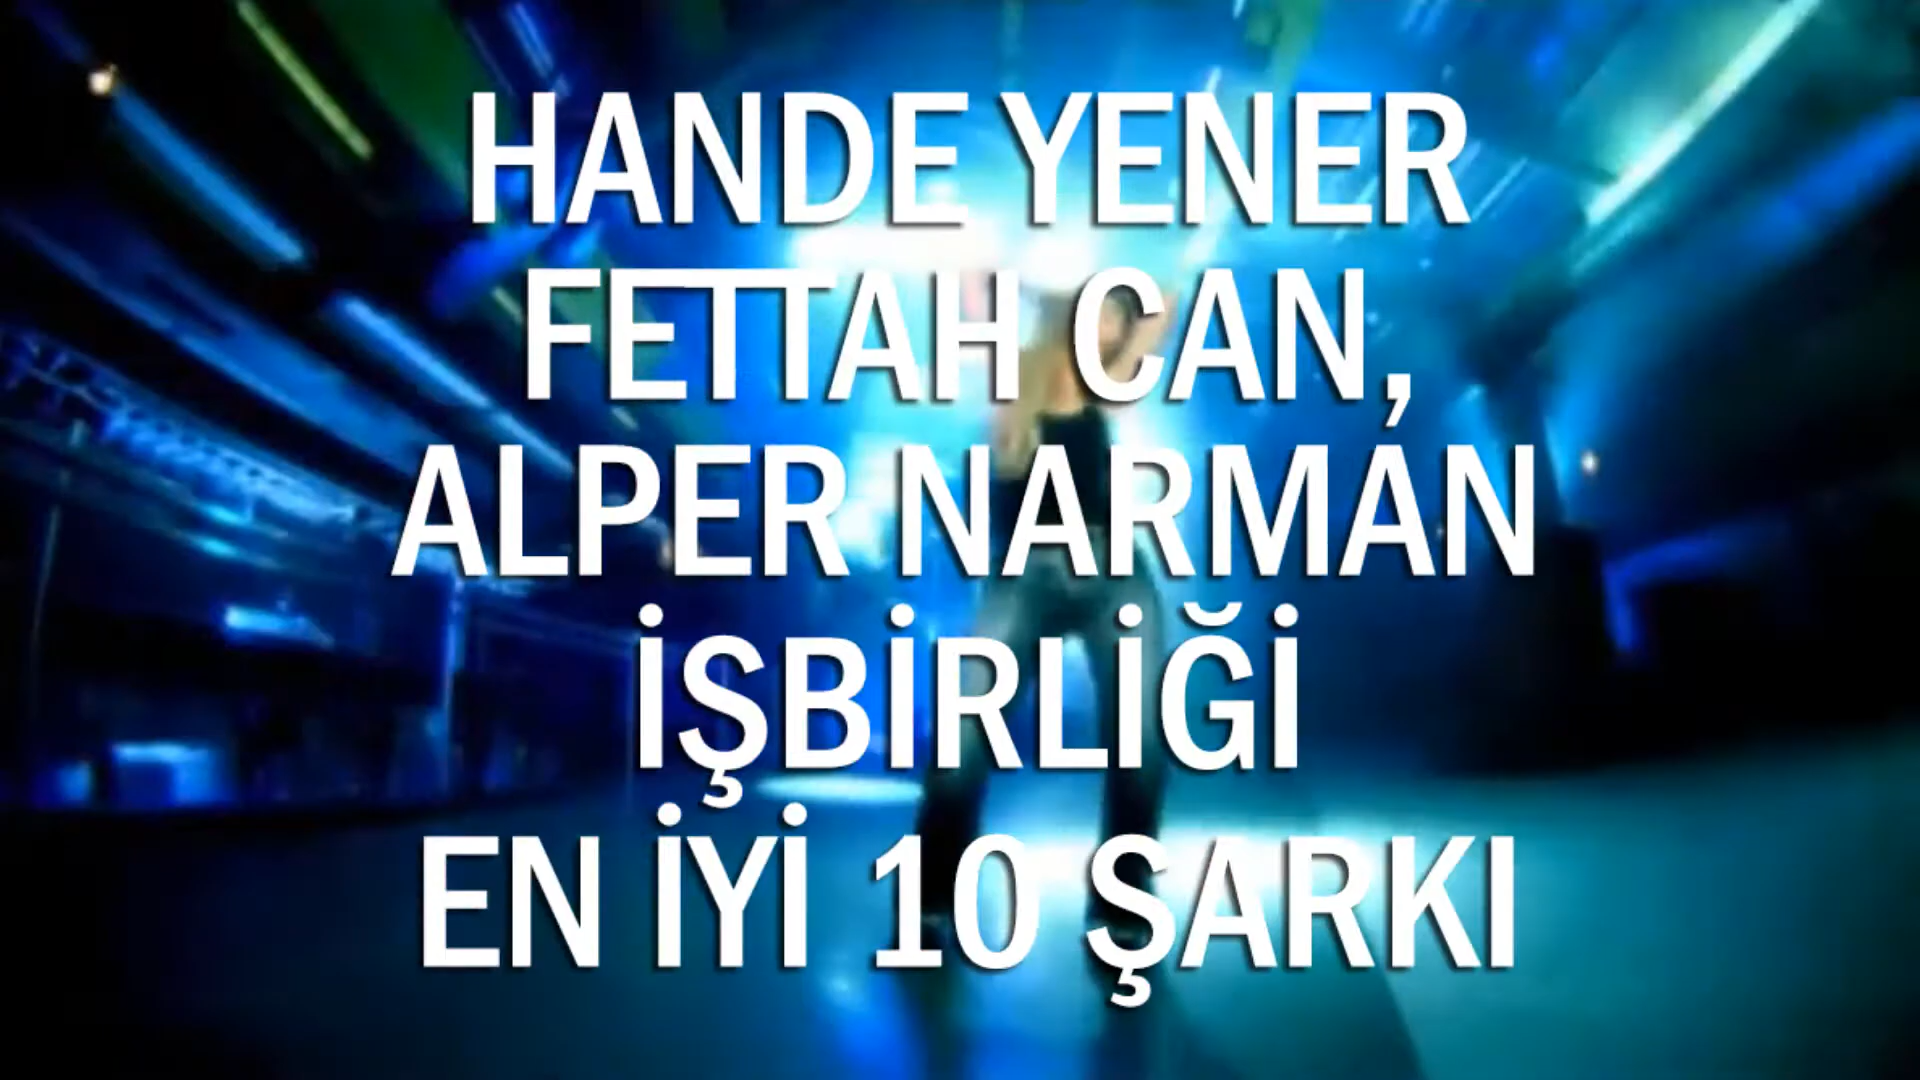 HANDE YENER
FETTAH CAN,
ALPER NARMAN
İŞBİRLİĞİ
EN İYİ 10 ŞARKI